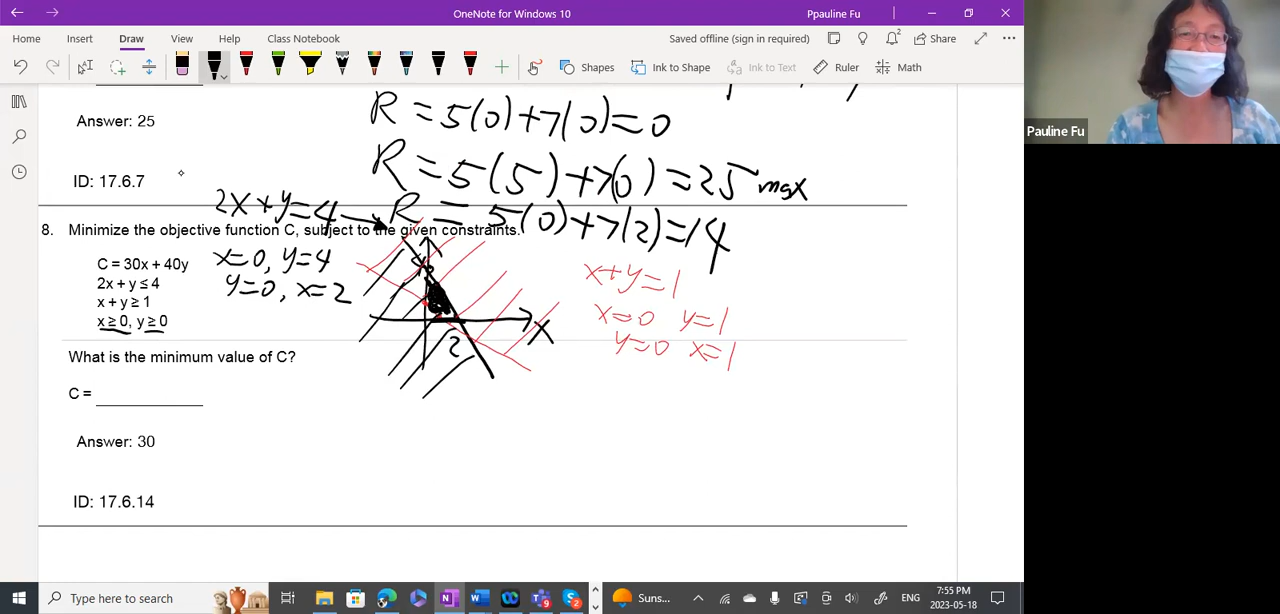 OneNote for Windows 10
Ppauline Fu
Home Insert Draw View Help Class Notebook
Saved offline (sign in required)
Share
Shapes
Ink to Shape
Ink to Text
Ruler
Math
Answer: 25
R = 5(0)+7(0)=0
ID: 17.6.7
R = 5(5)+7(0)=25 max
2x+y=4
R = 5(0)+7(2)=14
8. Minimize the objective function C, subject to the given constraints.
C = 30x + 40y
2x + y ≤ 4
x + y ≥ 1
x ≥ 0, y ≥ 0
x=0, y=4
y=0, x=2
4
2
X
x+y=1
x=0 y=1
y=0 x=1
What is the minimum value of C?
C = ____________
Answer: 30
ID: 17.6.14
Pauline Fu
Type here to search
Suns...
ENG
7:55 PM
2023-05-18